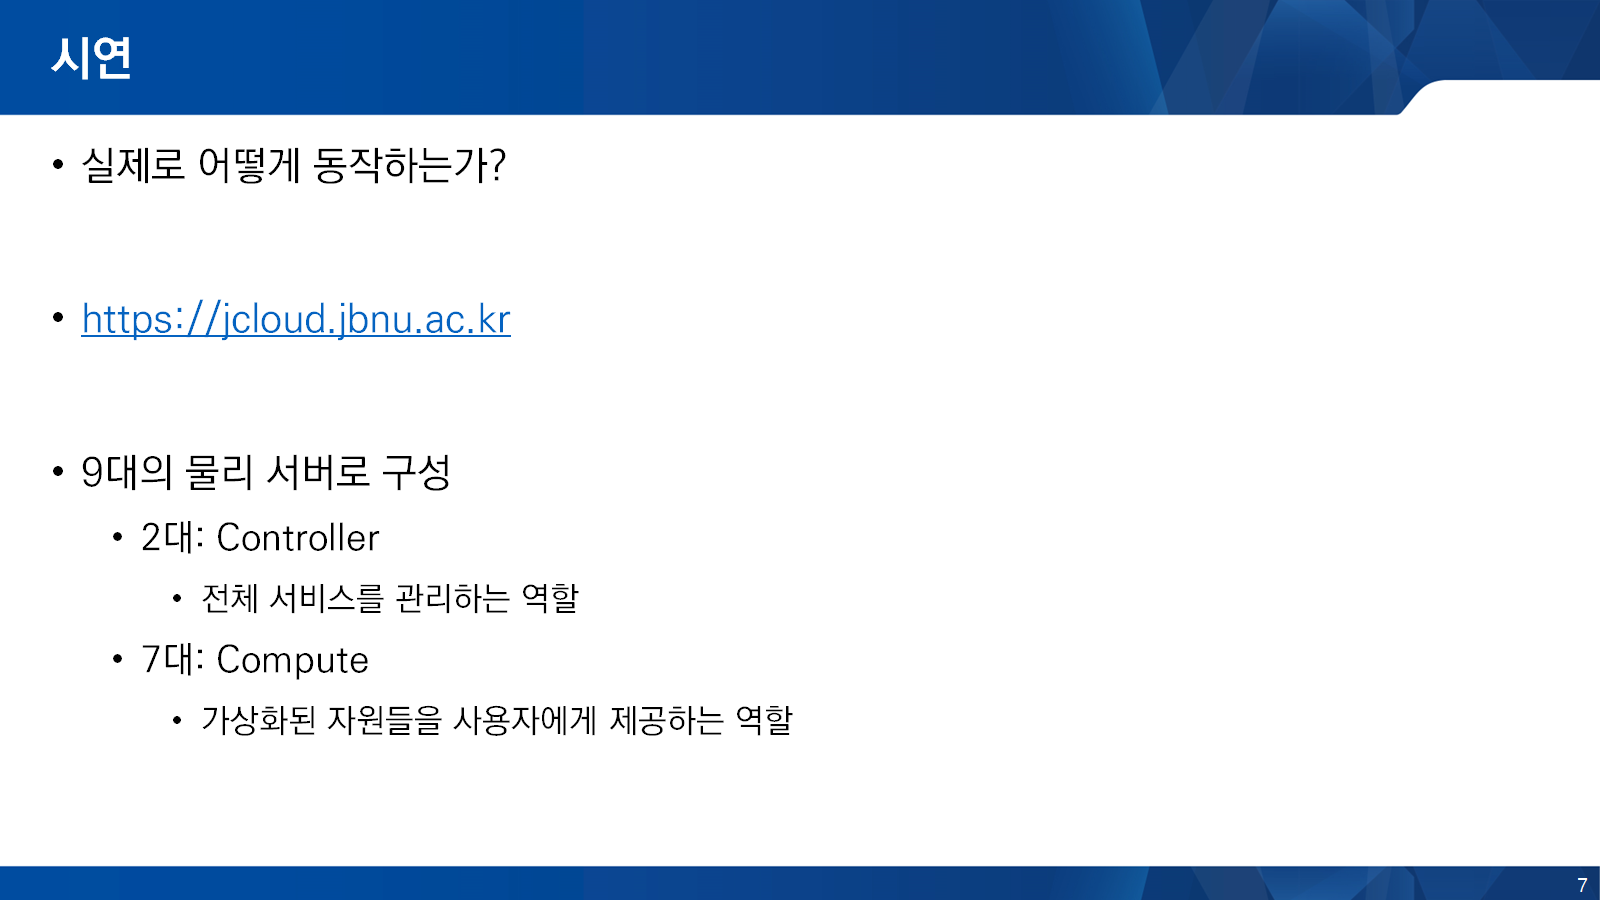 시연
• 실제로 어떻게 동작하는가?
• https://jcloud.jbnu.ac.kr
• 9대의 물리 서버로 구성
• 2대: Controller
• 전체 서비스를 관리하는 역할
• 7대: Compute
• 가상화된 자원들을 사용자에게 제공하는 역할
7